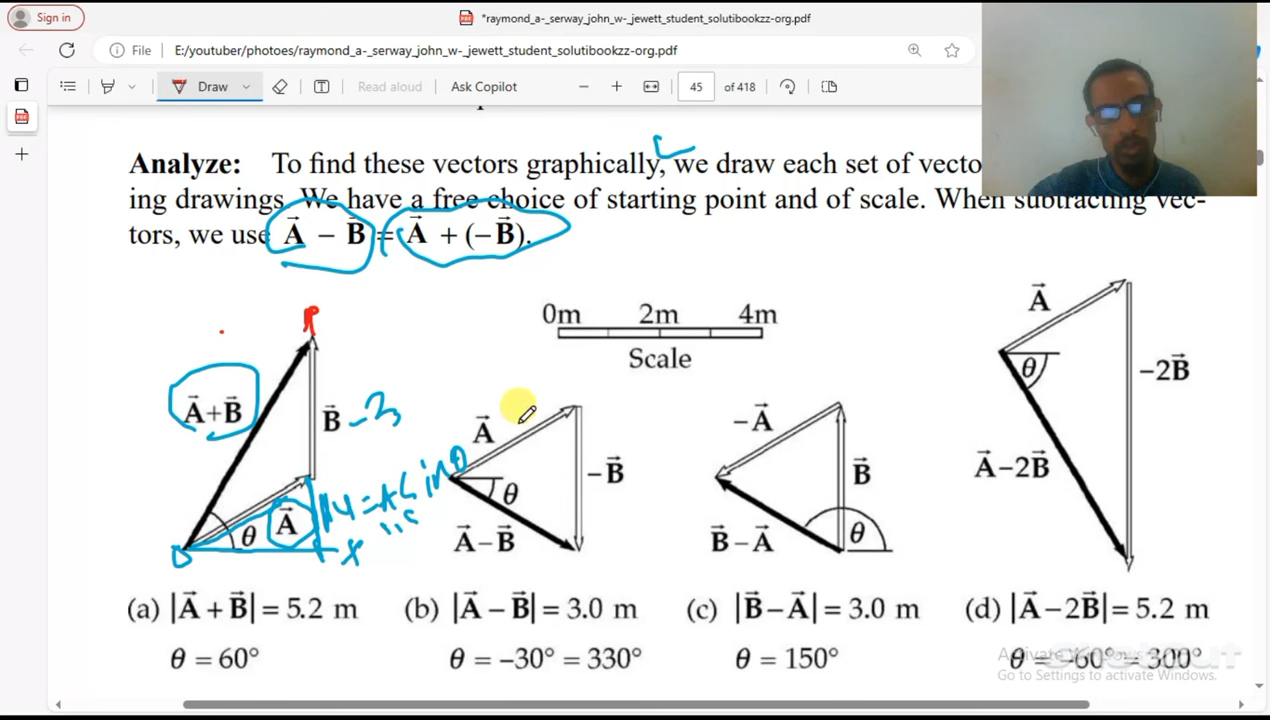 Sign in
*raymond_a-_serway_john_w-_jewett_student_solutibookzz-org.pdf
File E:/youtuber/photoes/raymond_a-_serway_john_w-_jewett_student_solutibookzz-org.pdf
Draw Read aloud Ask Copilot 45 of 418
Analyze: To find these vectors graphically, we draw each set of vecto
ing drawings. We have a free choice of starting point and of scale. When subtracting vec-
tors, we use A⃗ − B⃗ = A⃗ + (−B⃗).
R
0m 2m 4m
Scale
A⃗+B⃗ B⃗ -3
θ A⃗
x
A⃗ −B⃗
θ
A⃗−B⃗
−A⃗ B⃗
B⃗−A⃗ θ
A⃗
θ −2B⃗
A⃗−2B⃗
(a) |A⃗ + B⃗| = 5.2 m (b) |A⃗ − B⃗| = 3.0 m (c) |B⃗ − A⃗| = 3.0 m (d) |A⃗ − 2B⃗| = 5.2 m
θ = 60° θ = −30° = 330° θ = 150° θ = −60° = 300°
Activate Windows
Go to Settings to activate Windows.